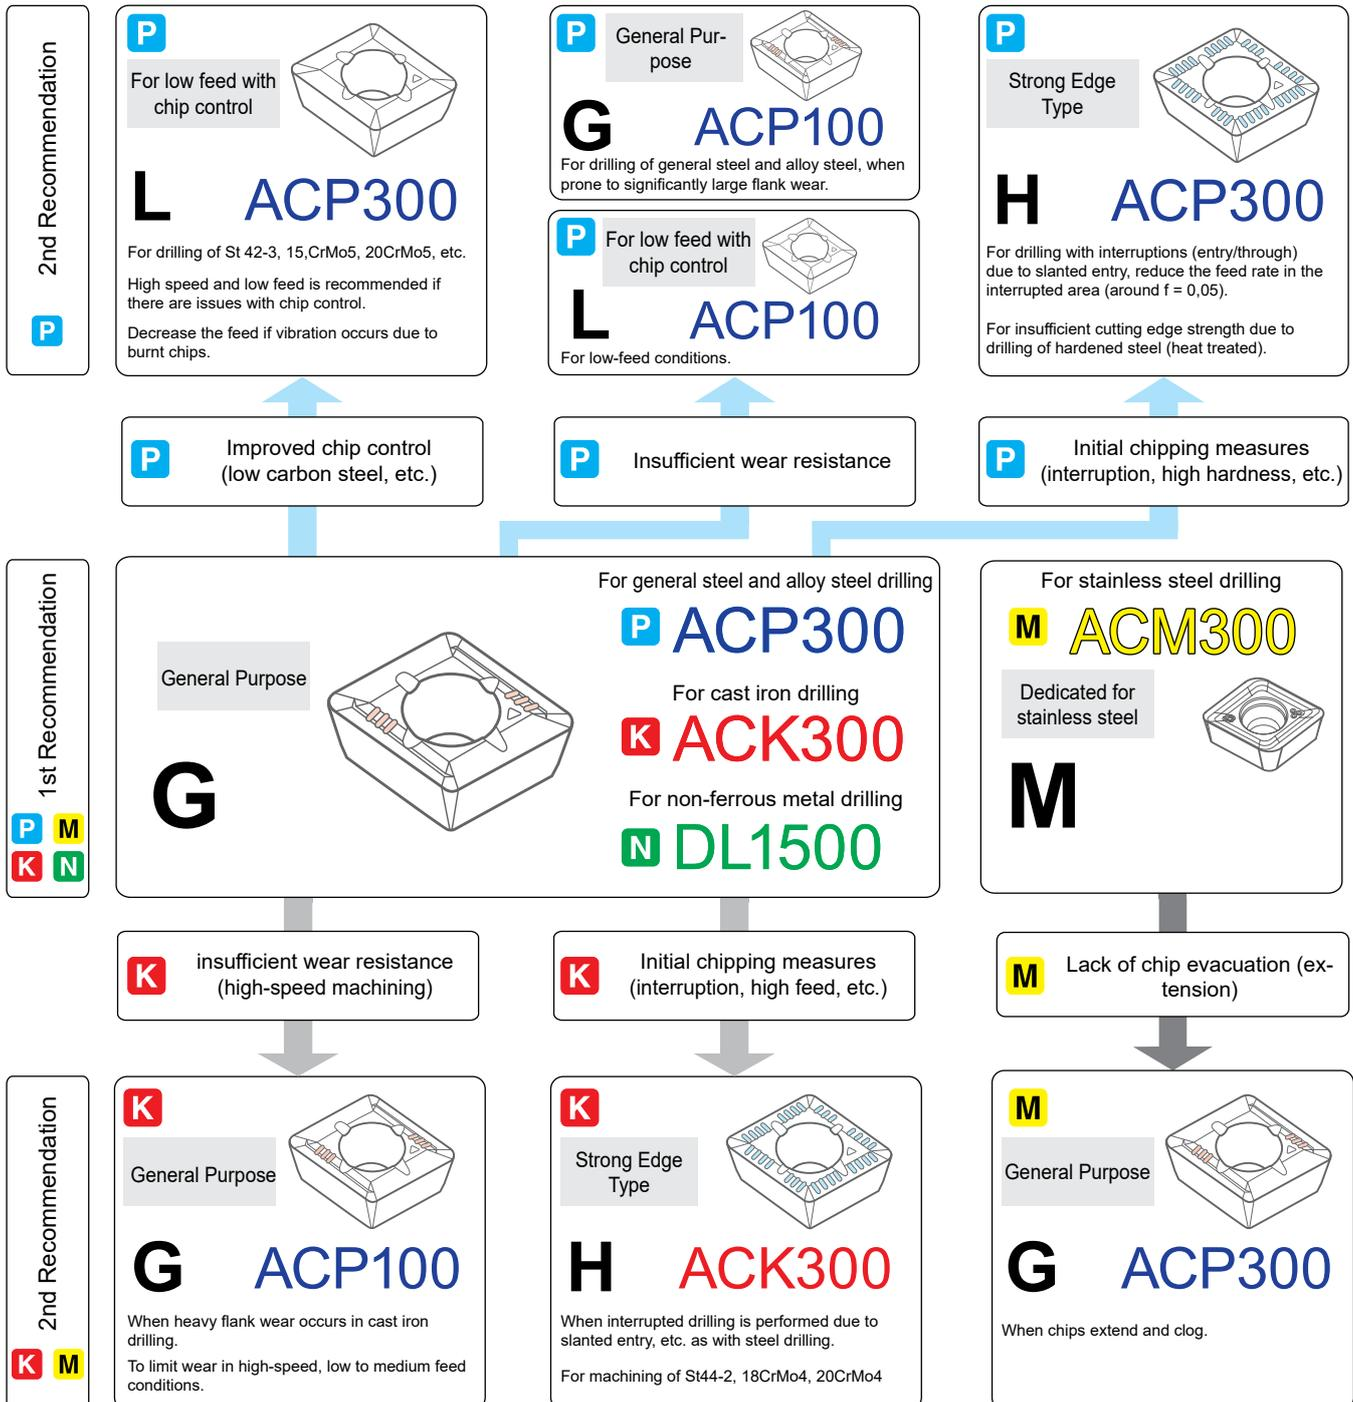 2nd Recommendation
P
P
For low feed with
chip control
L ACP300
For drilling of St 42-3, 15,CrMo5, 20CrMo5, etc.
High speed and low feed is recommended if
there are issues with chip control.
Decrease the feed if vibration occurs due to
burnt chips.
P
General Pur-
pose
G ACP100
For drilling of general steel and alloy steel, when
prone to significantly large flank wear.
P
For low feed with
chip control
L ACP100
For low-feed conditions.
P
Strong Edge
Type
H ACP300
For drilling with interruptions (entry/through)
due to slanted entry, reduce the feed rate in the
interrupted area (around f = 0,05).
For insufficient cutting edge strength due to
drilling of hardened steel (heat treated).
P
Improved chip control
(low carbon steel, etc.)
P
Insufficient wear resistance
P
Initial chipping measures
(interruption, high hardness, etc.)
1st Recommendation
P M
K N
General Purpose
G
For general steel and alloy steel drilling
P ACP300
For cast iron drilling
K ACK300
For non-ferrous metal drilling
N DL1500
For stainless steel drilling
M ACM300
Dedicated for
stainless steel
M
K
insufficient wear resistance
(high-speed machining)
K
Initial chipping measures
(interruption, high feed, etc.)
M
Lack of chip evacuation (ex-
tension)
2nd Recommendation
K M
K
General Purpose
G ACP100
When heavy flank wear occurs in cast iron
drilling.
To limit wear in high-speed, low to medium feed
conditions.
K
Strong Edge
Type
H ACK300
When interrupted drilling is performed due to
slanted entry, etc. as with steel drilling.
For machining of St44-2, 18CrMo4, 20CrMo4
M
General Purpose
G ACP300
When chips extend and clog.